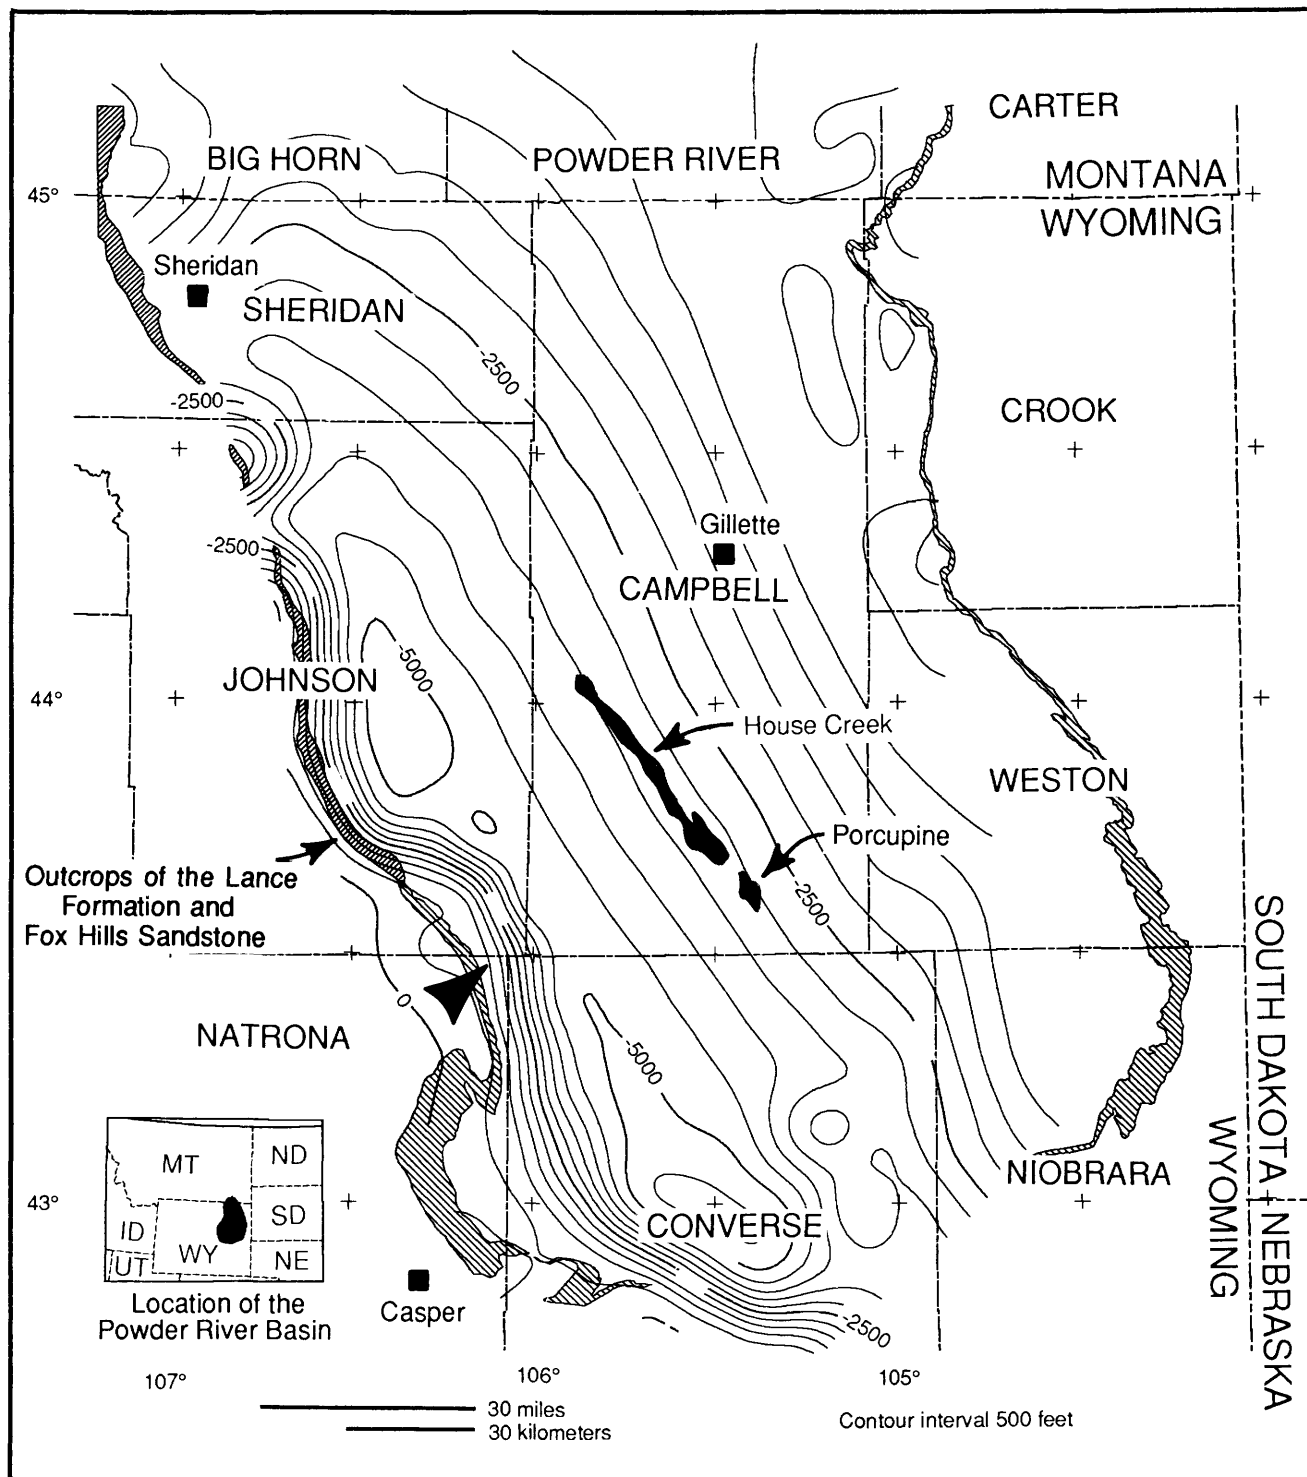 CARTER
BIG HORN
POWDER RIVER
MONTANA
45°
WYOMING
Sheridan
SHERIDAN
-2500
-2500
CROOK
Gillette
-2500
CAMPBELL
-5000
JOHNSON
44°
House Creek
WESTON
Porcupine
Outcrops of the Lance
Formation and
Fox Hills Sandstone
-2500
SOUTH DAKOTA
0
NATRONA
-5000
WYOMING
NEBRASKA
NIOBRARA
43°
CONVERSE
MT
ND
ID
SD
WY
UT
NE
Location of the
Powder River Basin
Casper
-2500
107°
106°
105°
30 miles
30 kilometers
Contour interval 500 feet